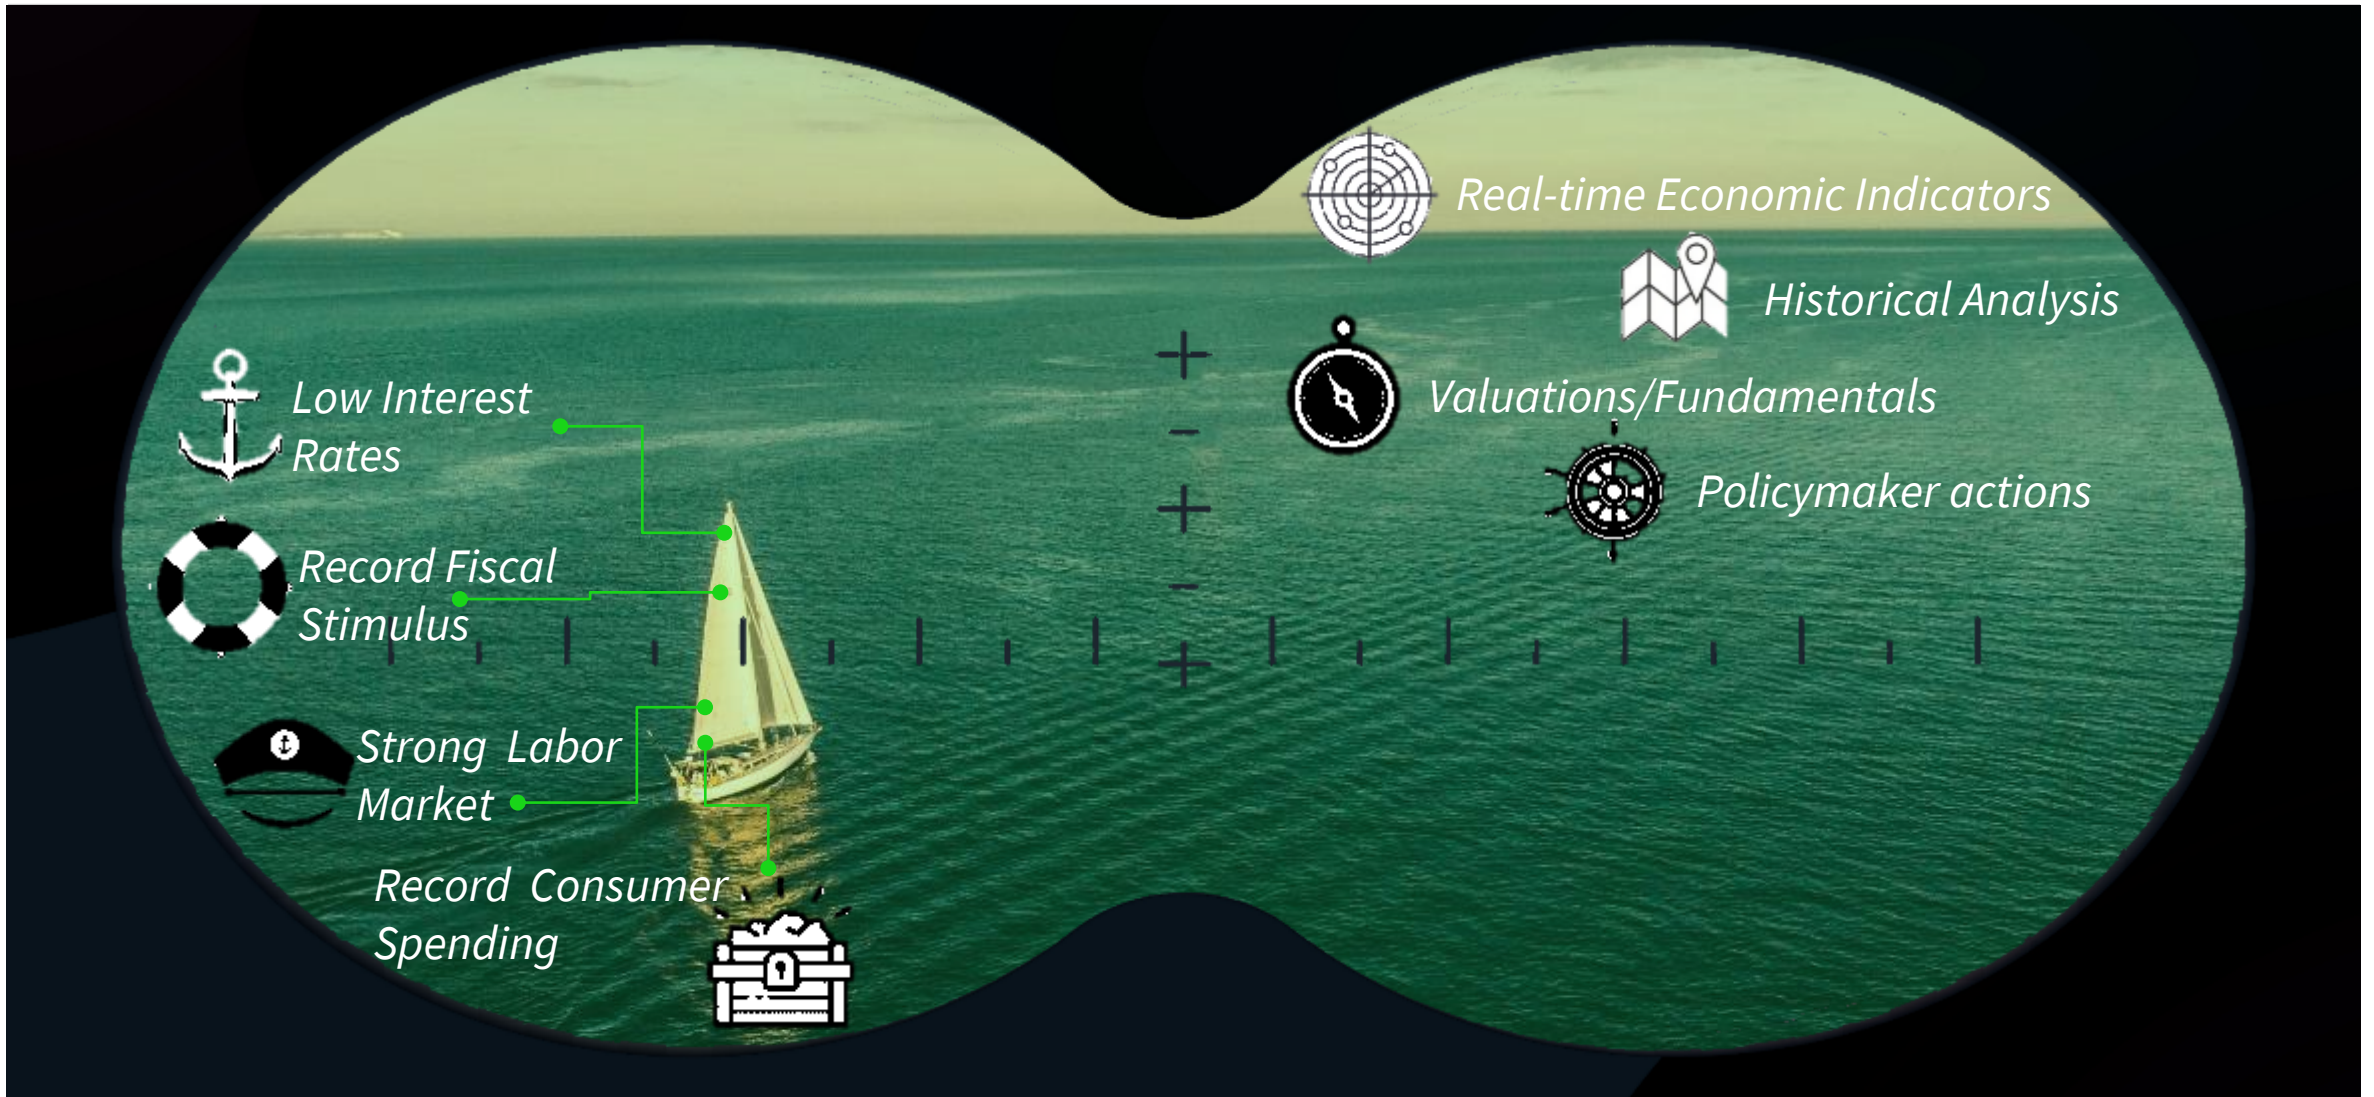 Real-time Economic Indicators
Historical Analysis
Valuations/Fundamentals
Policymaker actions
Low Interest
Rates
Record Fiscal
Stimulus
Strong Labor
Market
Record Consumer
Spending